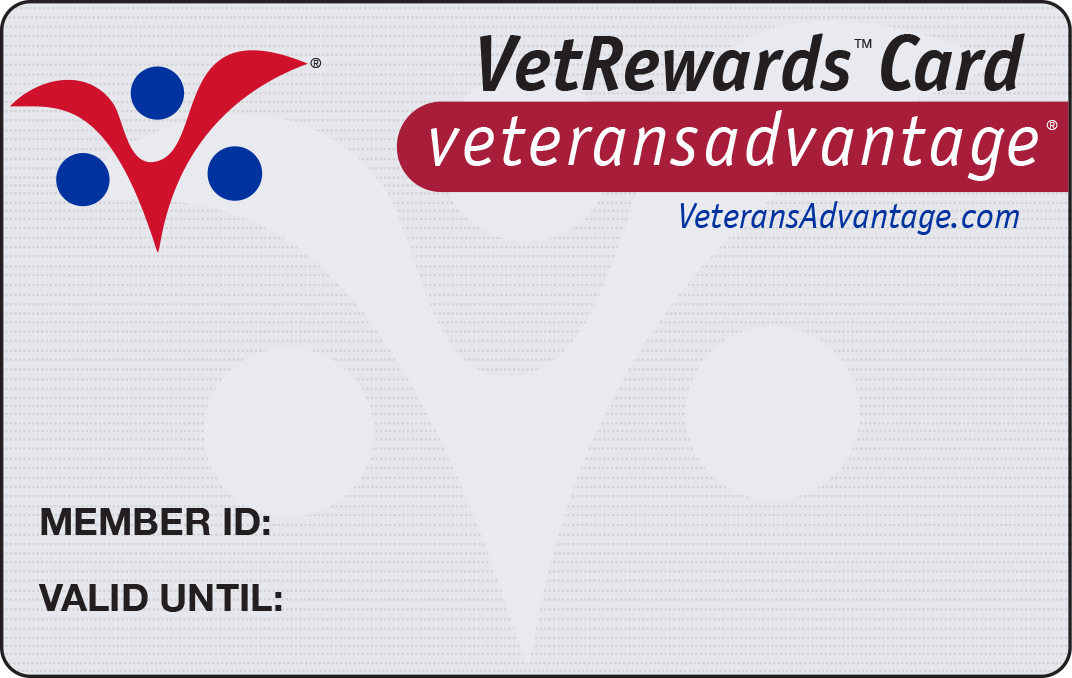 VetRewards™ Card
veteransadvantage®
VeteransAdvantage.com
®
MEMBER ID:
VALID UNTIL: